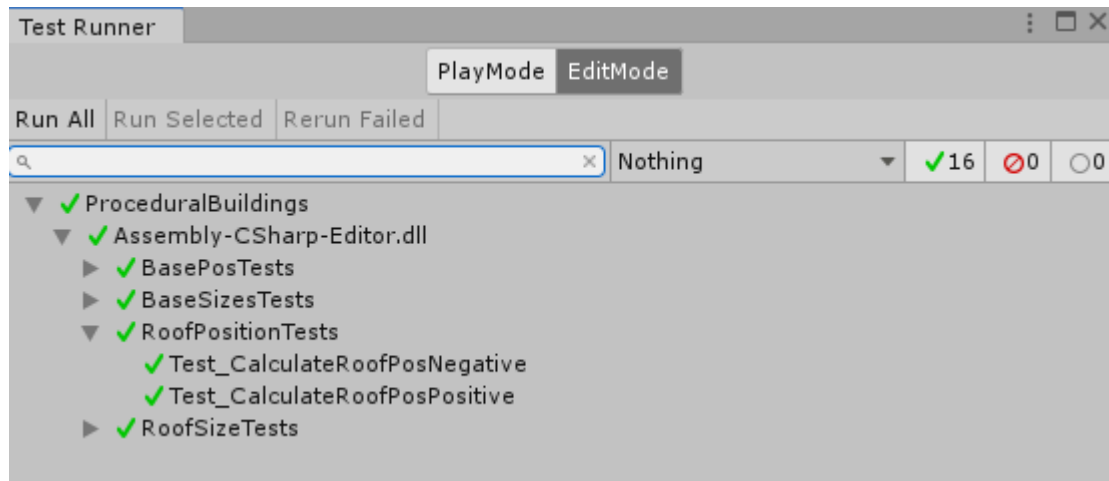 Test Runner
PlayMode EditMode
Run All Run Selected Rerun Failed
Nothing 16 0 0
ProceduralBuildings
Assembly-CSharp-Editor.dll
BasePosTests
BaseSizesTests
RoofPositionTests
Test_CalculateRoofPosNegative
Test_CalculateRoofPosPositive
RoofSizeTests